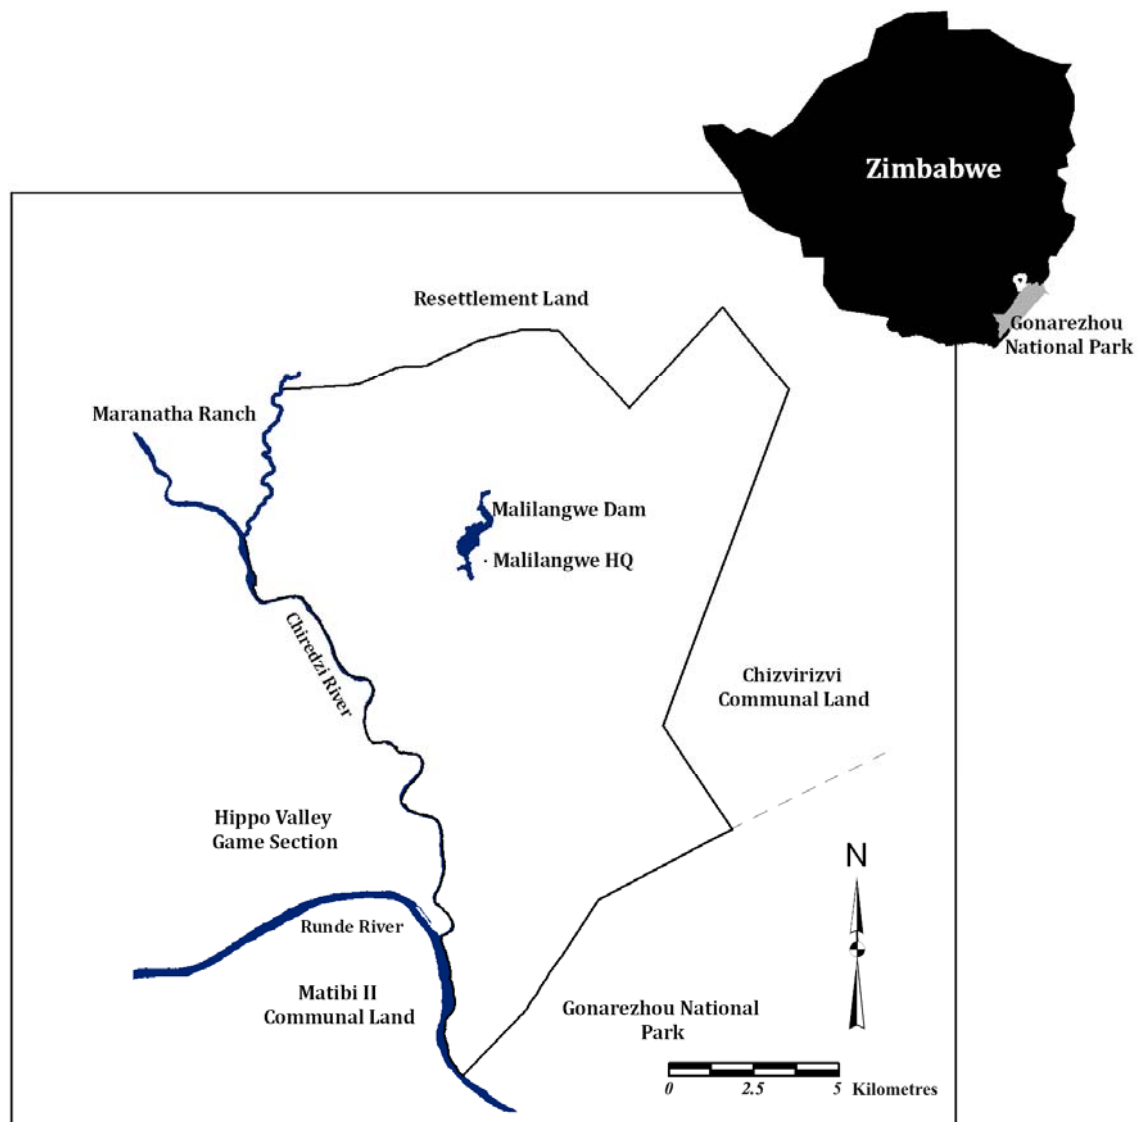 Zimbabwe
Resettlement Land
Gonarezhou
National Park
Maranatha Ranch
Malilangwe Dam
Malilangwe HQ
Chiredzi River
Chizvirizvi
Communal Land
Hippo Valley
Game Section
N
Runde River
Matibi II
Communal Land
Gonarezhou National
Park
0 2.5 5 Kilometres